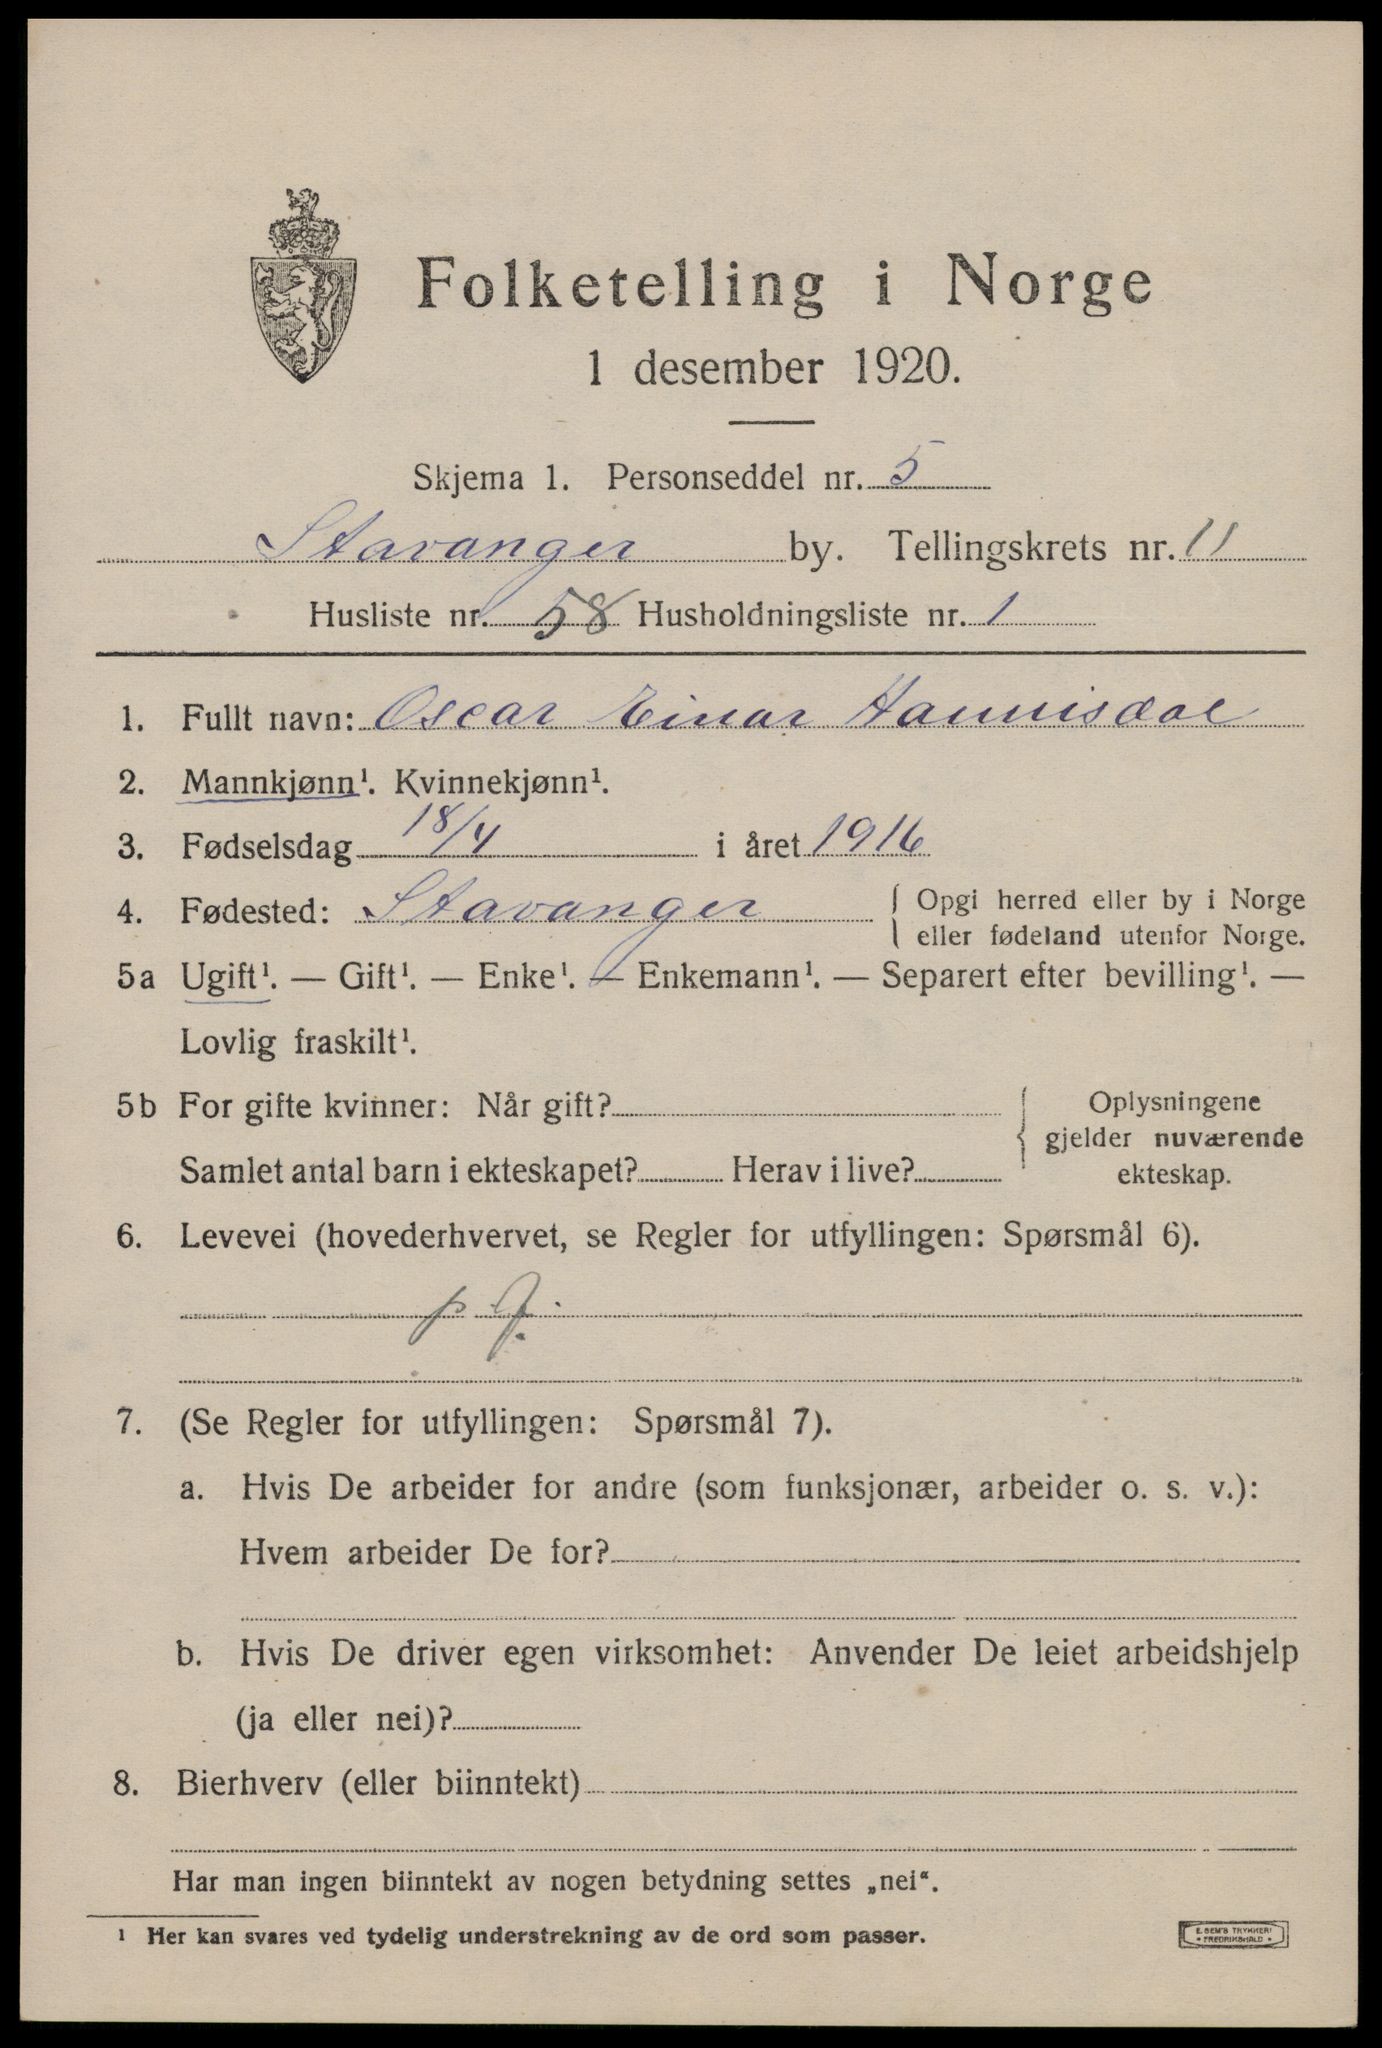 Folketelling i Norge
1 desember 1920.
Skjema 1. Personseddel nr. 5
Stavanger by. Tellingskrets nr. 11
Husliste nr. 58 Husholdningsliste nr. 1
1. Fullt navn: Oscar Einar Hannisdal
2. Mannkjønn¹. Kvinnekjønn¹.
3. Fødselsdag 18/4 i året 1916
4. Fødested: Stavanger { Opgi herred eller by i Norge
eller fødeland utenfor Norge.
5a Ugift¹. — Gift¹. — Enke¹. — Enkemann¹. — Separert efter bevilling¹. —
Lovlig fraskilt¹.
5b For gifte kvinner: Når gift?
Samlet antal barn i ekteskapet? Herav i live?
{ Oplysningene
gjelder nuværende
ekteskap.
6. Levevei (hovederhvervet, se Regler for utfyllingen: Spørsmål 6).
7. (Se Regler for utfyllingen: Spørsmål 7).
a. Hvis De arbeider for andre (som funksjonær, arbeider o. s. v.):
Hvem arbeider De for?
b. Hvis De driver egen virksomhet: Anvender De leiet arbeidshjelp
(ja eller nei)?
8. Bierhverv (eller biinntekt)
Har man ingen biinntekt av nogen betydning settes „nei“.
¹ Her kan svares ved tydelig understrekning av de ord som passer.
E. SEM'S TRYKKERI
• FREDRIKSHALD •